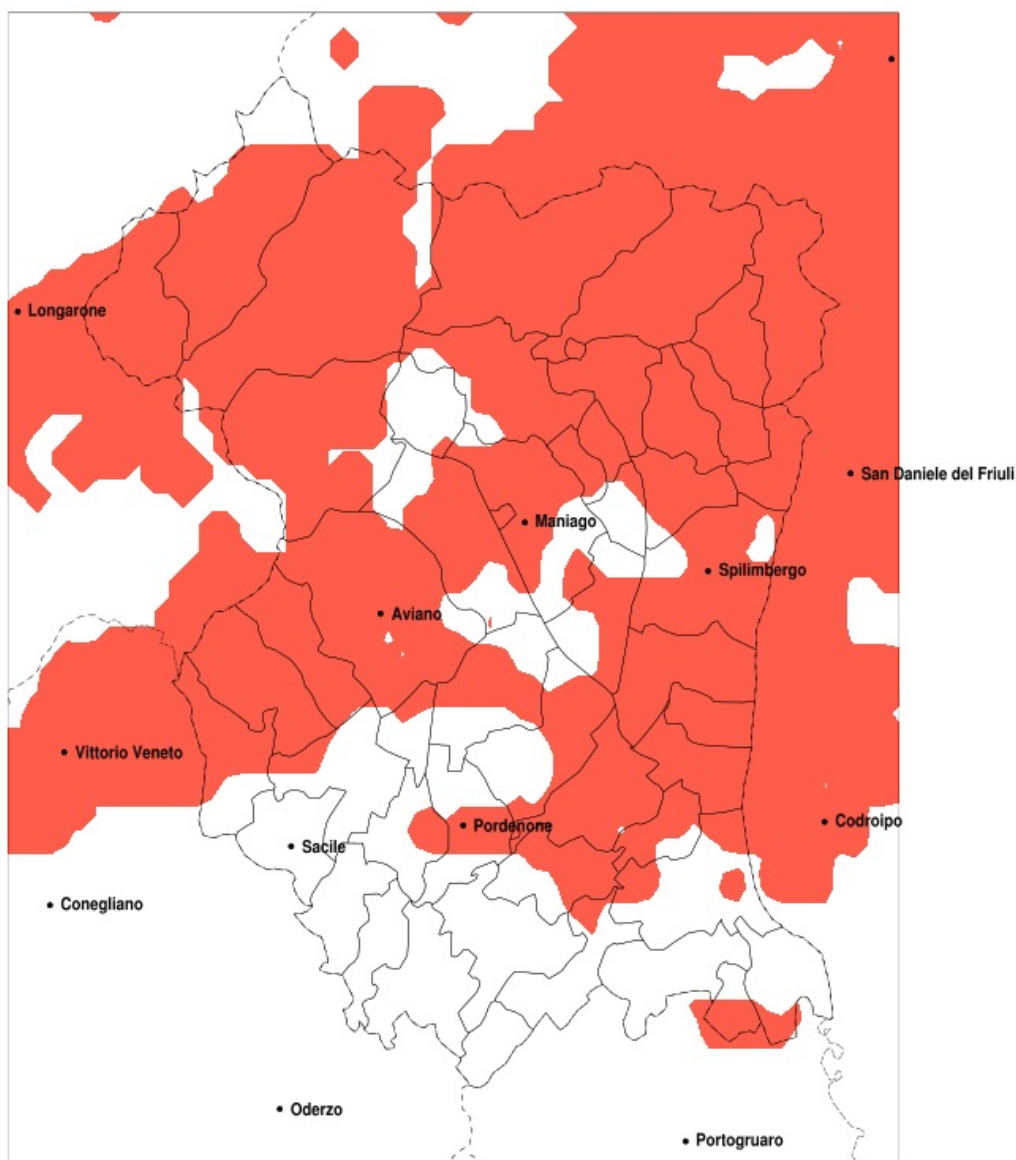 Longarone
San Daniele del Friuli
Maniago
Spilimbergo
Aviano
Vittorio Veneto
Codroipo
Pordenone
Sacile
Conegliano
Oderzo
Portogruaro